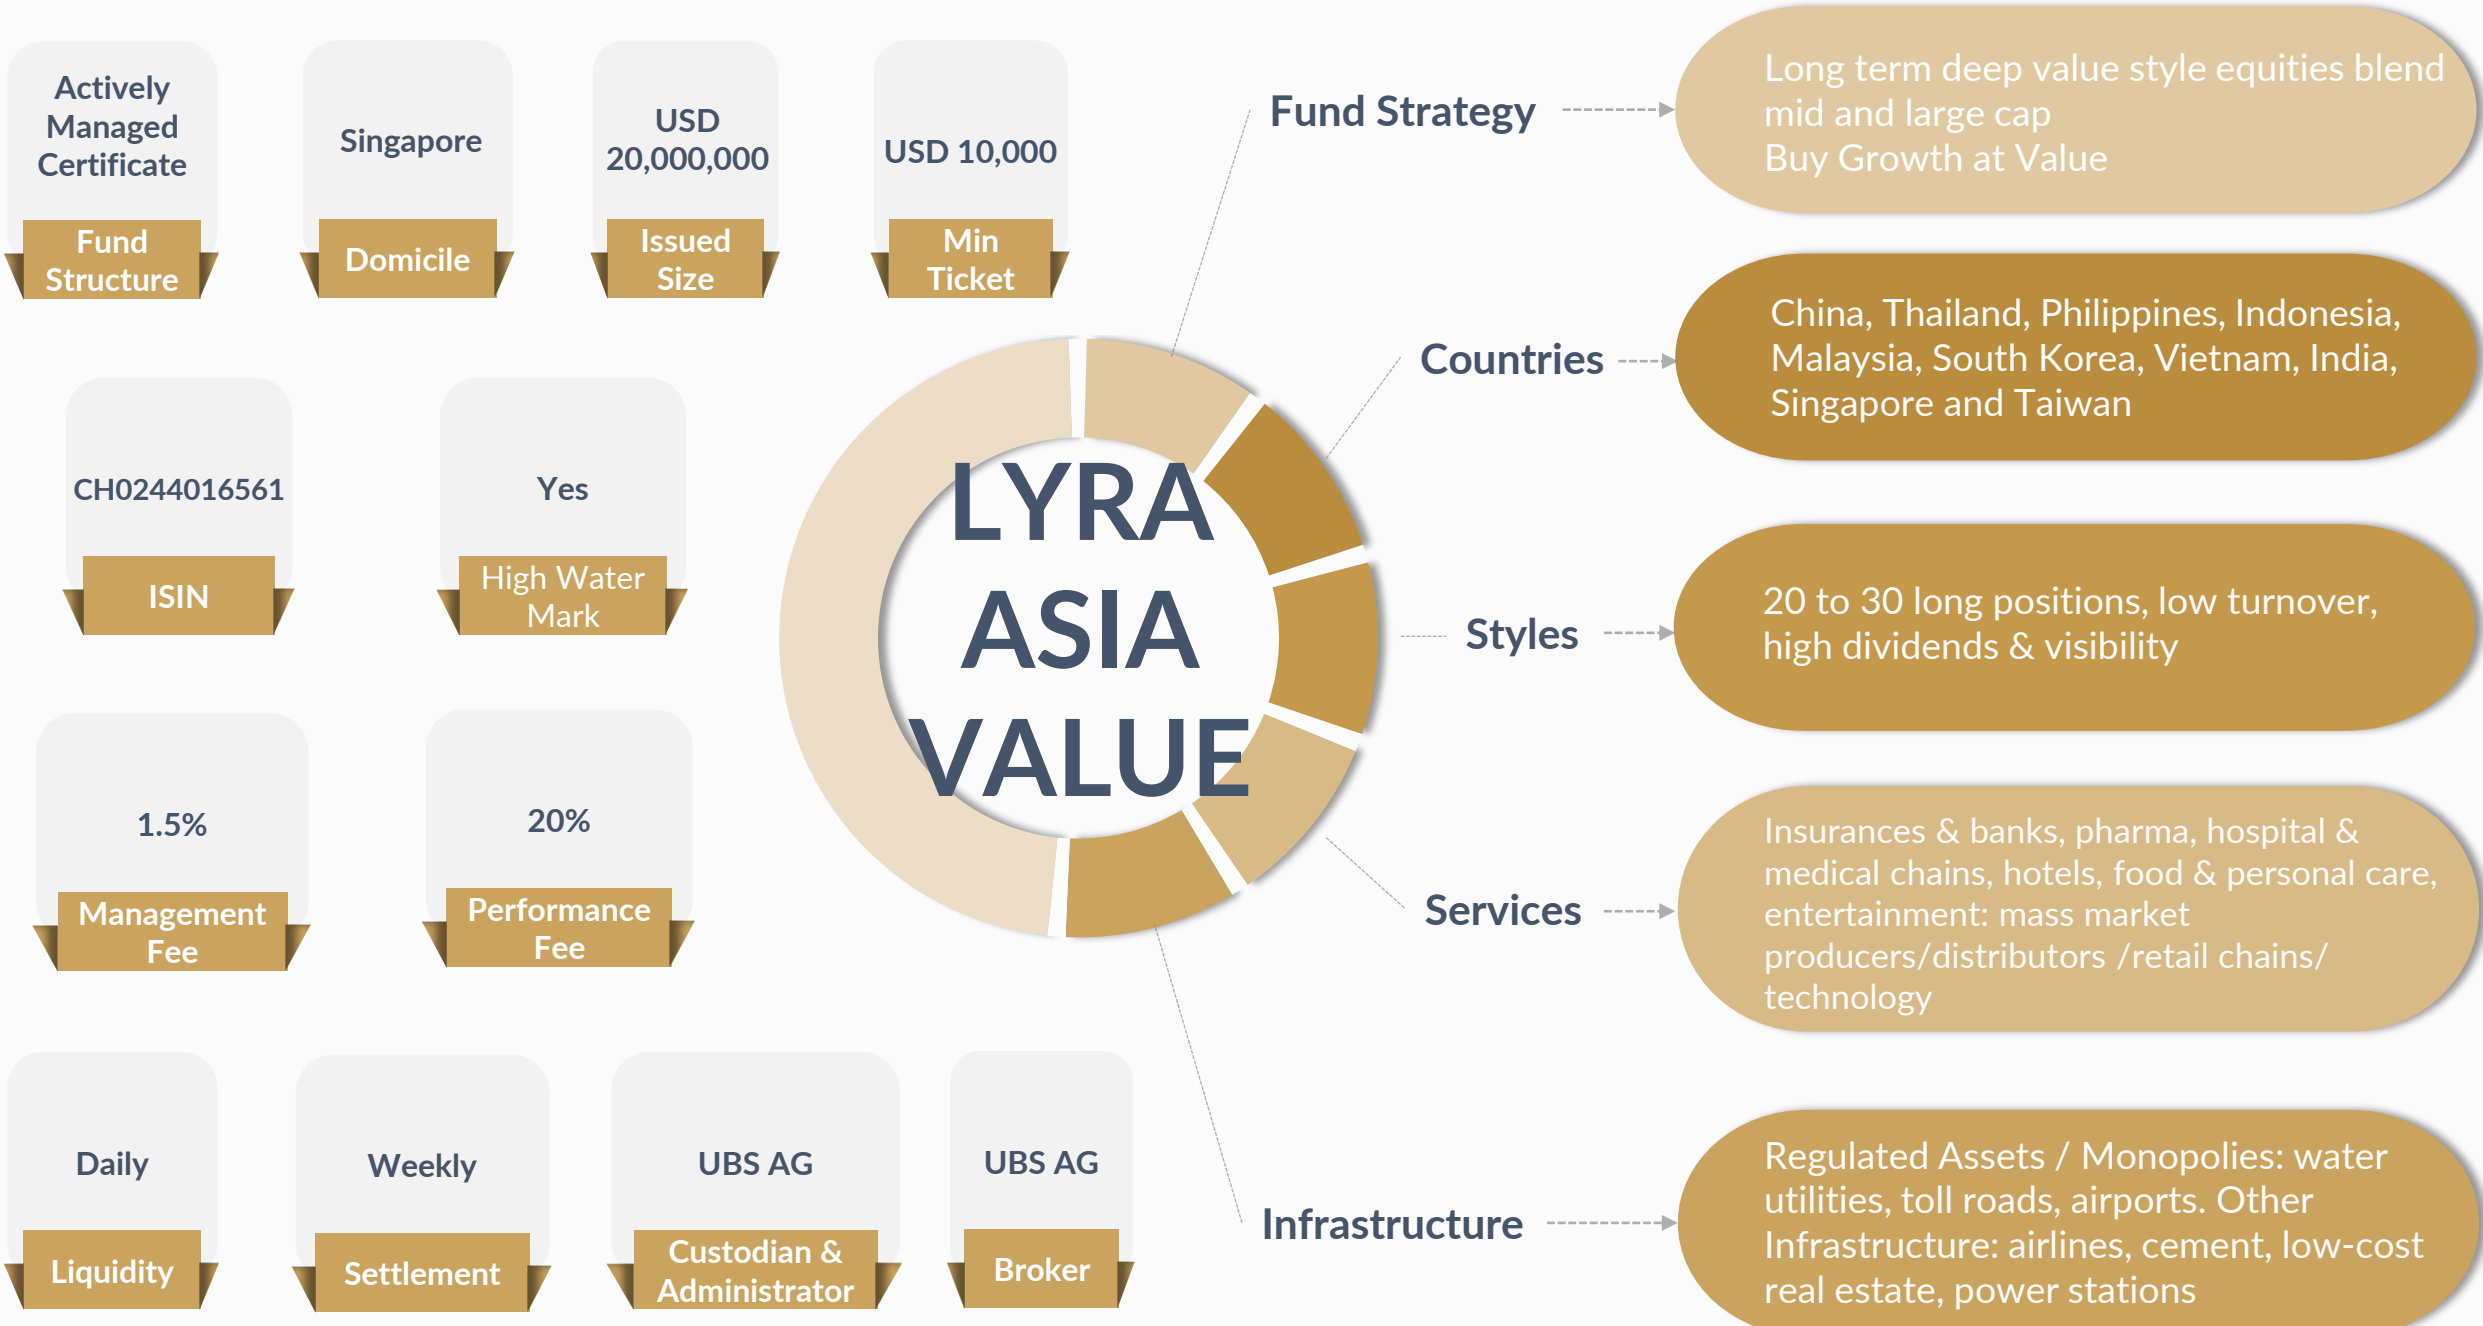 Actively
Managed
Certificate
Fund
Structure
Singapore
Domicile
USD
20,000,000
Issued
Size
USD 10,000
Min
Ticket
CH0244016561
ISIN
Yes
High Water
Mark
1.5%
Management
Fee
20%
Performance
Fee
Daily
Liquidity
Weekly
Settlement
UBS AG
Custodian &
Administrator
UBS AG
Broker
LYRA
ASIA
VALUE
Fund Strategy
Long term deep value style equities blend
mid and large cap
Buy Growth at Value
Countries
China, Thailand, Philippines, Indonesia,
Malaysia, South Korea, Vietnam, India,
Singapore and Taiwan
Styles
20 to 30 long positions, low turnover,
high dividends & visibility
Services
Insurances & banks, pharma, hospital &
medical chains, hotels, food & personal care,
entertainment: mass market
producers/distributors /retail chains/
technology
Infrastructure
Regulated Assets / Monopolies: water
utilities, toll roads, airports. Other
Infrastructure: airlines, cement, low-cost
real estate, power stations